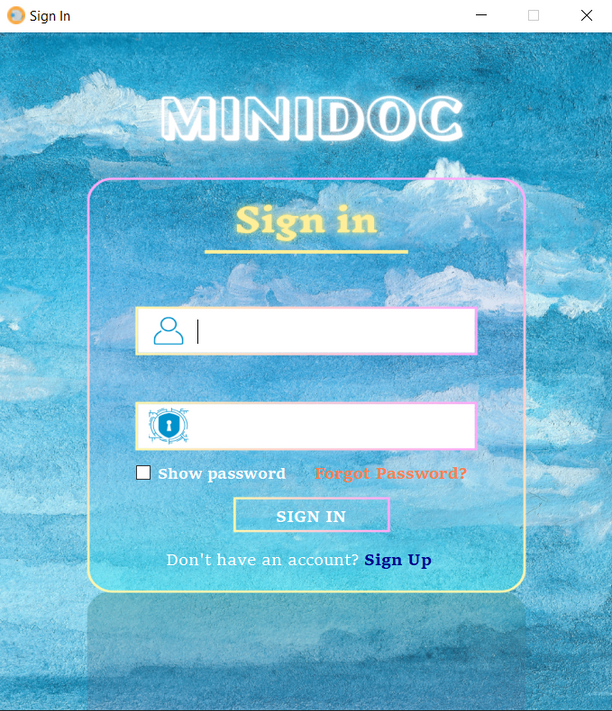 Sign In
MINIDOC
Sign in
Show password Forgot Password?
SIGN IN
Don't have an account? Sign Up